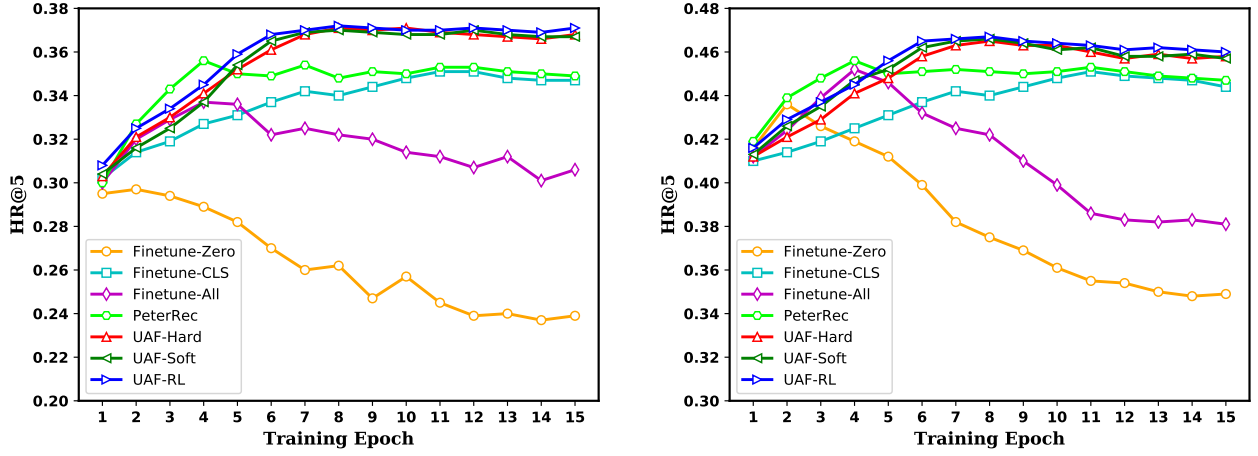 0.38
0.36
0.34
0.32
0.30
0.28
0.26
0.24
0.22
0.20
HR@5
Finetune-Zero
Finetune-CLS
Finetune-All
PeterRec
UAF-Hard
UAF-Soft
UAF-RL
1 2 3 4 5 6 7 8 9 10 11 12 13 14 15
Training Epoch
0.48
0.46
0.44
0.42
0.40
0.38
0.36
0.34
0.32
0.30
HR@5
Finetune-Zero
Finetune-CLS
Finetune-All
PeterRec
UAF-Hard
UAF-Soft
UAF-RL
1 2 3 4 5 6 7 8 9 10 11 12 13 14 15
Training Epoch